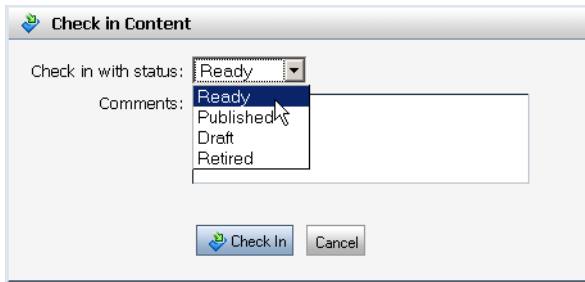 Check in Content
Check in with status: Ready
Comments: Ready
Published
Draft
Retired
Check In Cancel